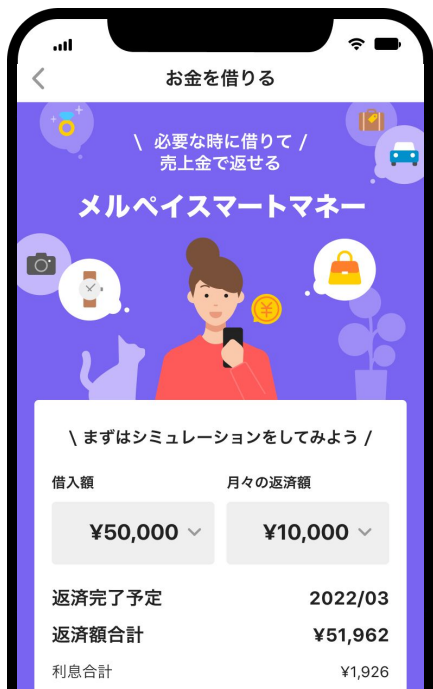 お金を借りる
\ 必要な時に借りて /
売上金で返せる
メルペイスマートマネー
¥
\ まずはシミュレーションをしてみよう /
借入額 月々の返済額
¥50,000 ¥10,000
返済完了予定 2022/03
返済額合計 ¥51,962
利息合計 ¥1,926